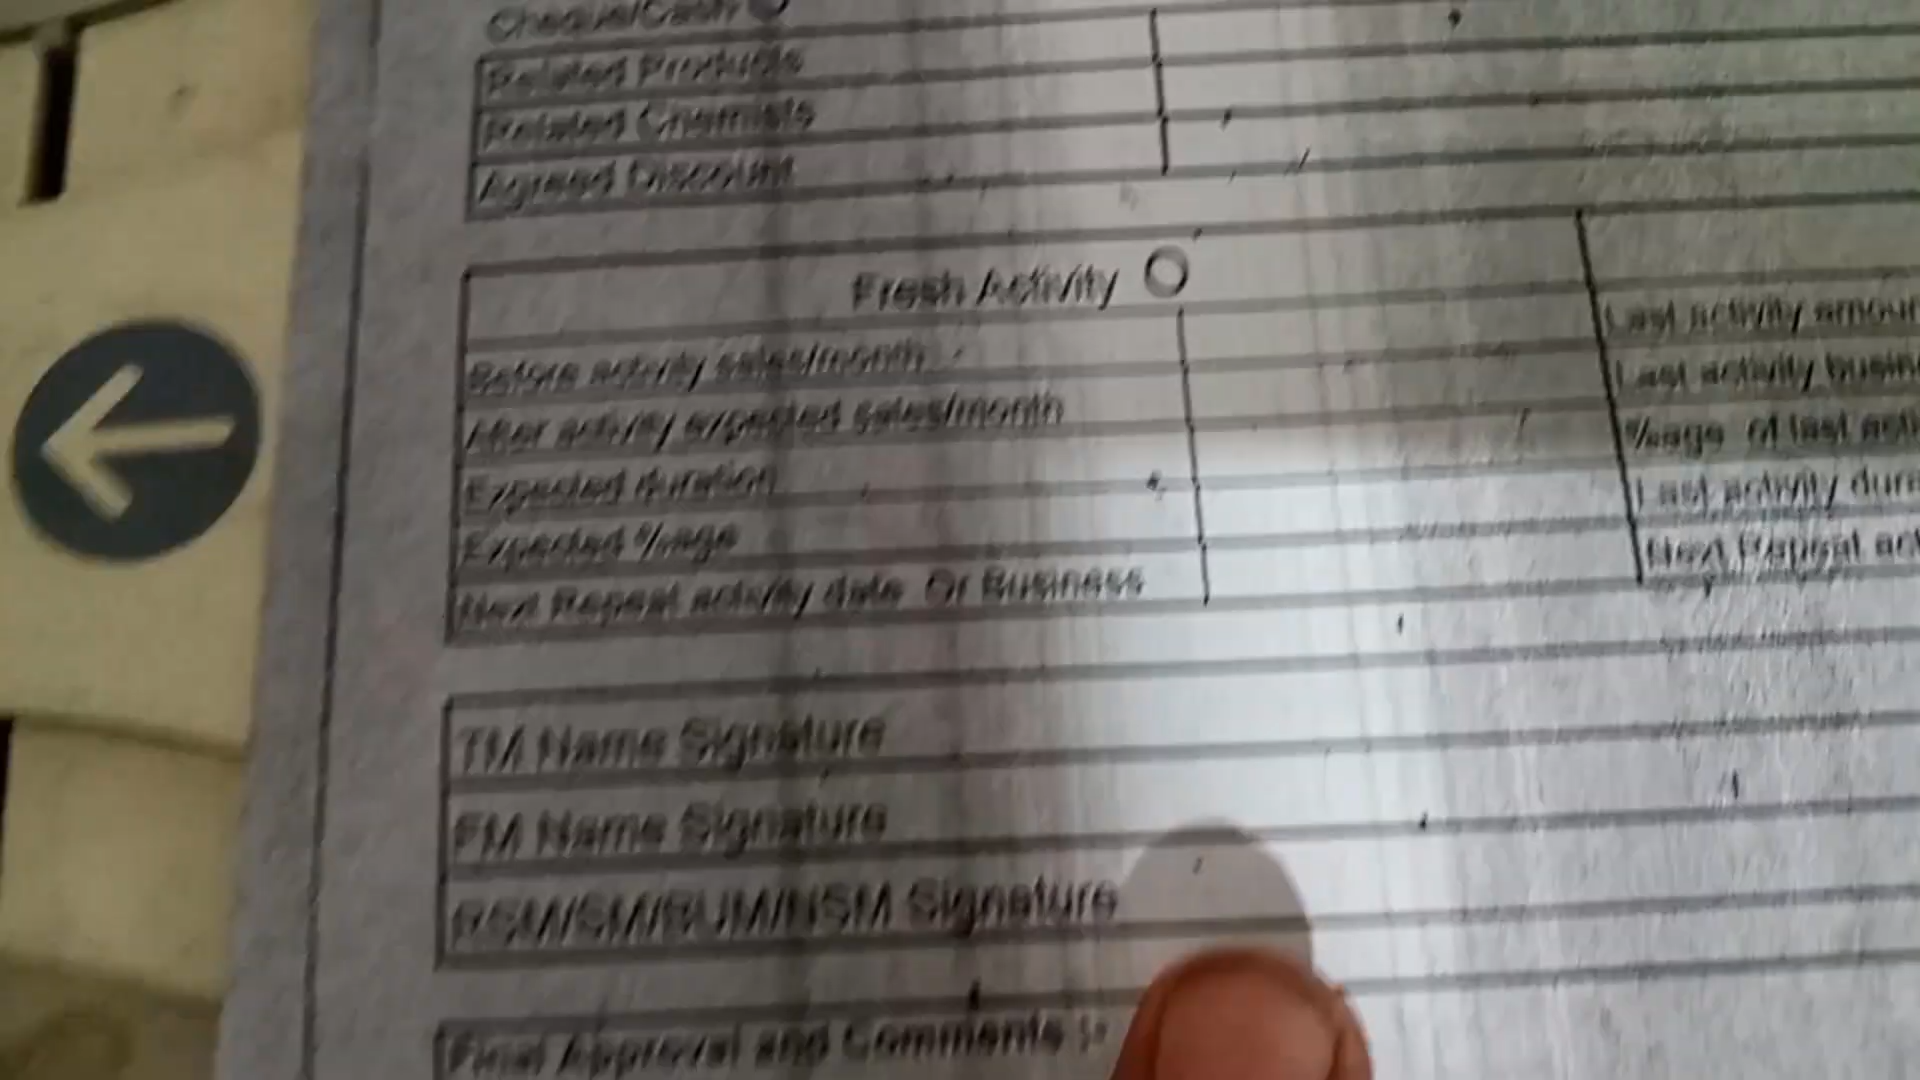 Cheque/Cash
Related Products
Related Chemists
Agreed Discount
Fresh Activity
Before activity sales/month
Last activity amoun
After activity expected sales/month
Last activity busin
Expected duration
%age of last acti
Expected %age
Last activity dura
Next Repeat activity date Or Business
Next Repeat act
TM Name Signature
FM Name Signature
RSM/SM/BUM/NSM Signature
Final Approval and Comments :-